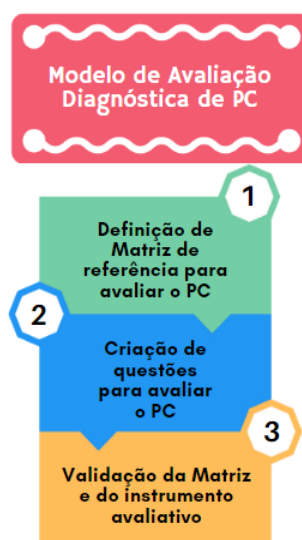 Modelo de Avaliação
Diagnóstica de PC
1
Definição de
Matriz de
referência para
avaliar o PC
2
Criação de
questões
para avaliar
o PC
3
Validação da Matriz
e do instrumento
avaliativo